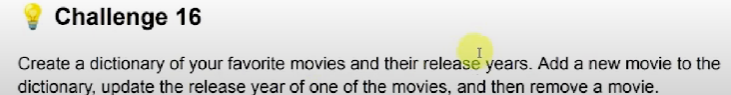 Challenge 16
Create a dictionary of your favorite movies and their release years. Add a new movie to the
dictionary, update the release year of one of the movies, and then remove a movie.